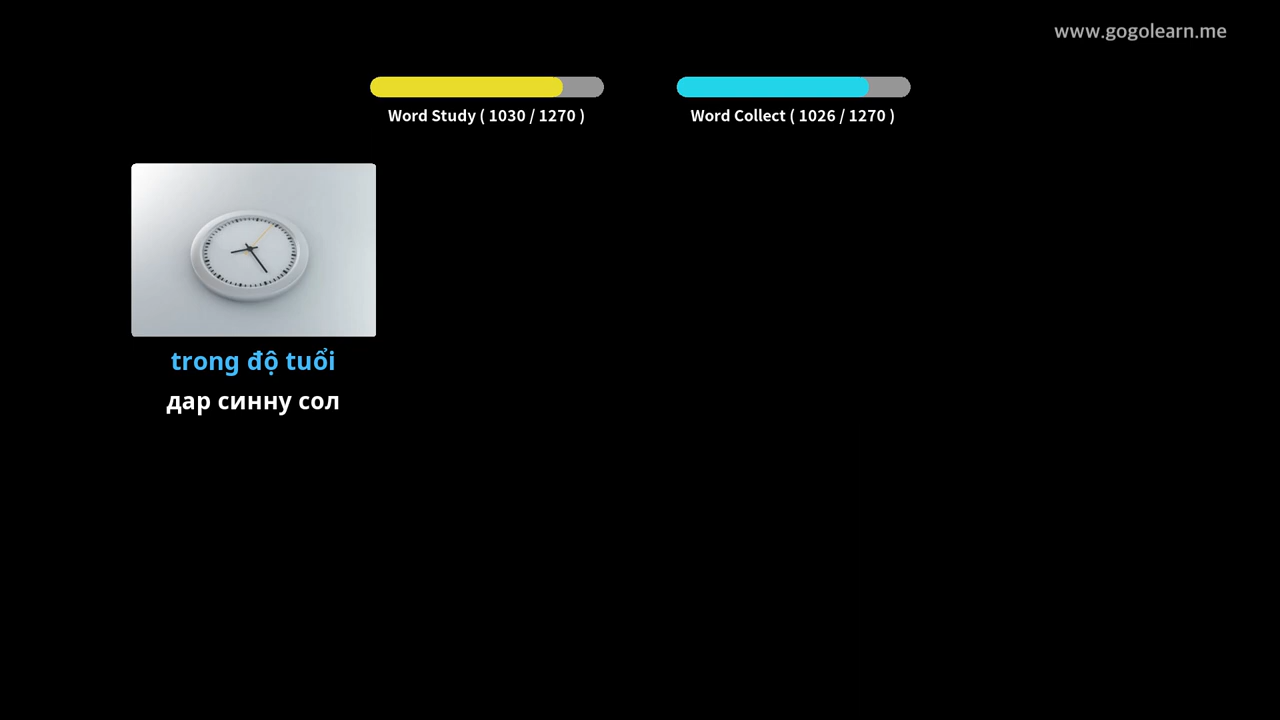 www.gogolearn.me
Word Study ( 1030 / 1270 )
Word Collect ( 1026 / 1270 )
trong độ tuổi
дар синну сол